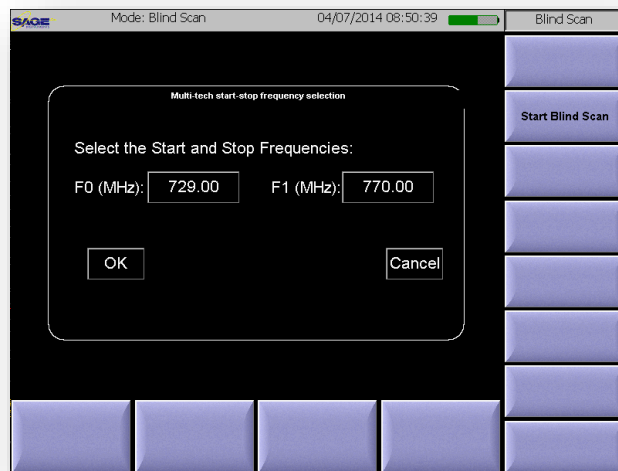 SAGE Mode: Blind Scan 04/07/2014 08:50:39 Blind Scan
Multi-tech start-stop frequency selection
Start Blind Scan
Select the Start and Stop Frequencies:
F0 (MHz): 729.00 F1 (MHz): 770.00
OK Cancel